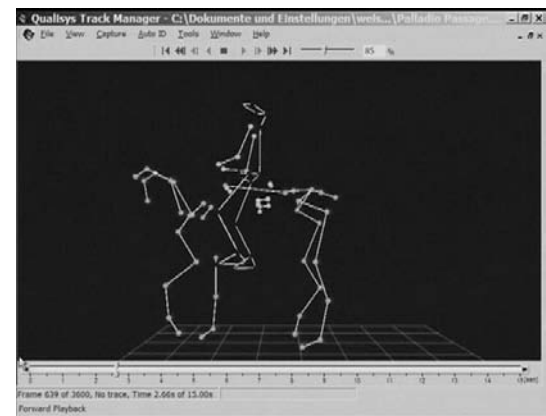 Qualisys Track Manager - C:\Dokumente und Einstellungen\wels...\Palladio Passage
File View Capture Auto ID Tools Window Help
85 %
0 1 2 3 4 5 6 7 8 9 10 11 12 13 14
Frame 639 of 3600, No trace, Time 2.66s of 15.00s
Forward Playback